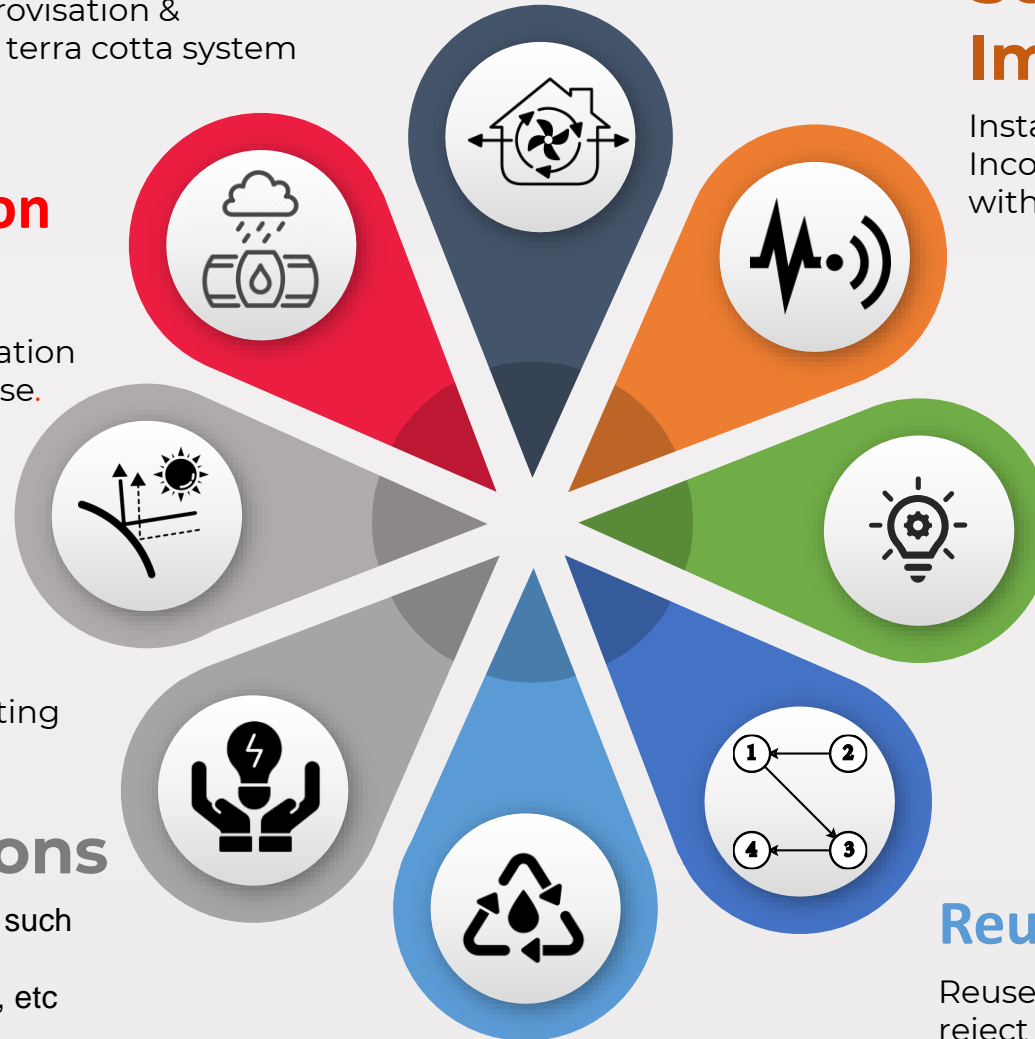 rovisation &
terra cotta system
Im
Insta
Inco
with
on
ation
se.
ting
1 2
4 3
ons
such
, etc
Reu
Reuse
reject